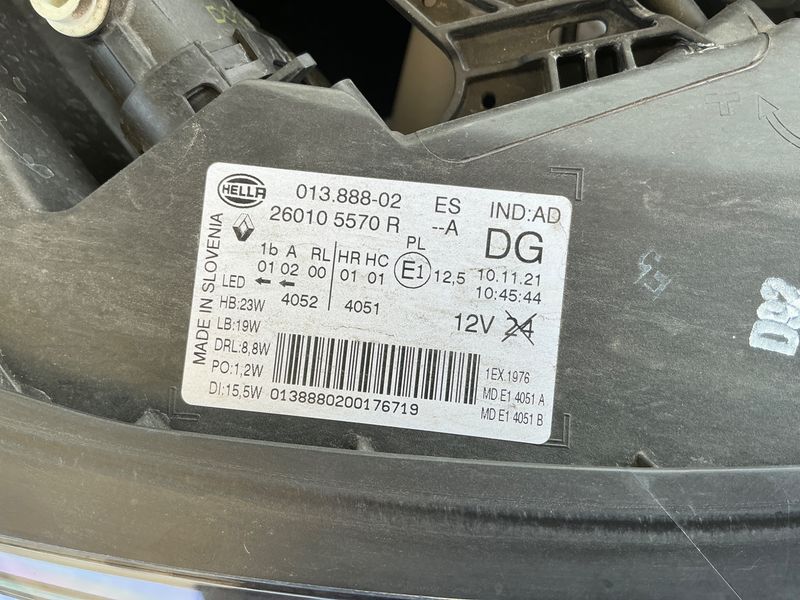 HELLA
013.888-02
ES
IND:AD
26010 5570 R
--A
DG
PL
1b A RL
HR HC
E1
12,5
10.11.21
01 02 00
01 01
10:45:44
LED
4052
4051
HB:23W
12V 24
LB:19W
DRL:8,8W
PO:1,2W
DI:15,5W
MADE IN SLOVENIA
0138880200176719
1EX.1976
MD E1 4051 A
MD E1 4051 B